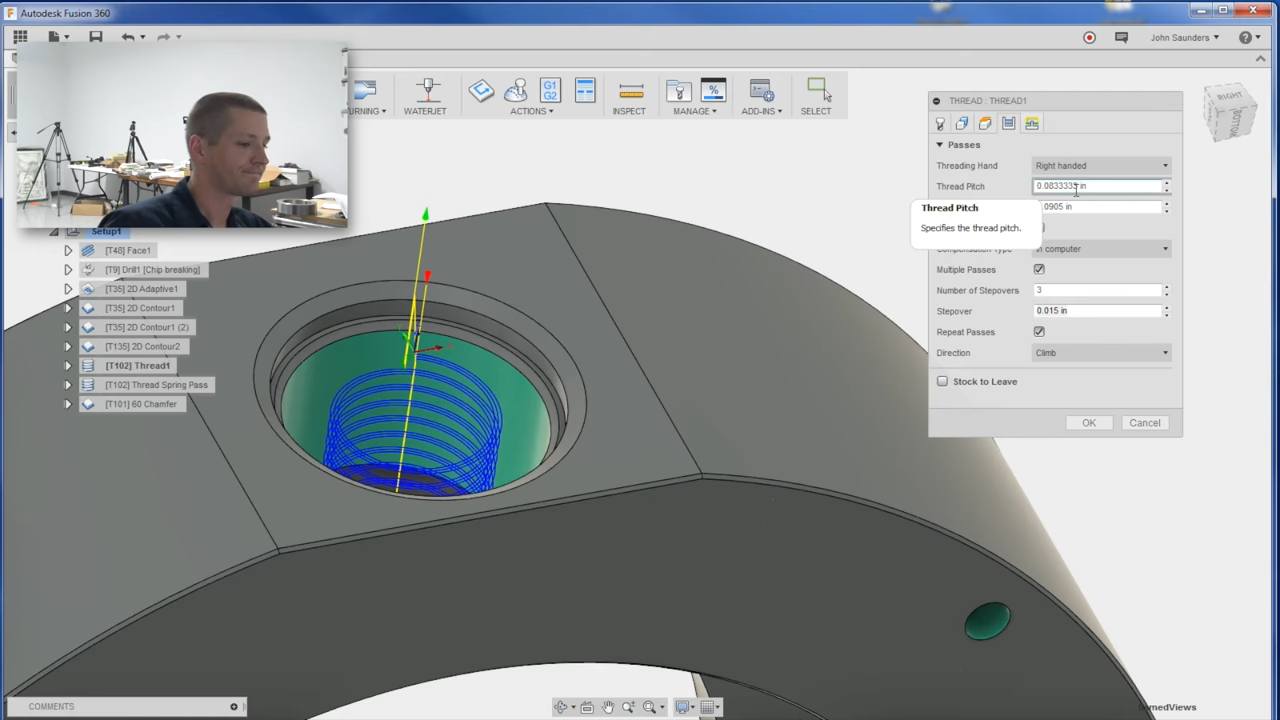 Autodesk Fusion 360
John Saunders
G1
G2
%
WATERJET
ACTIONS
INSPECT
MANAGE
ADD-INS
SELECT
RIGHT
BOTTOM
THREAD : THREAD1
Passes
Threading Hand
Right handed
Thread Pitch
0.0833335 in
.0905 in
Thread Pitch
Specifies the thread pitch.
computer
Multiple Passes
Number of Stepovers
3
Stepover
0.015 in
Repeat Passes
Direction
Climb
Stock to Leave
OK
Cancel
Setup1
[T48] Face1
[T9] Drill1 [Chip breaking]
[T35] 2D Adaptive1
[T35] 2D Contour1
[T35] 2D Contour1 (2)
[T135] 2D Contour2
[T102] Thread1
[T102] Thread Spring Pass
[T101] 60 Chamfer
COMMENTS